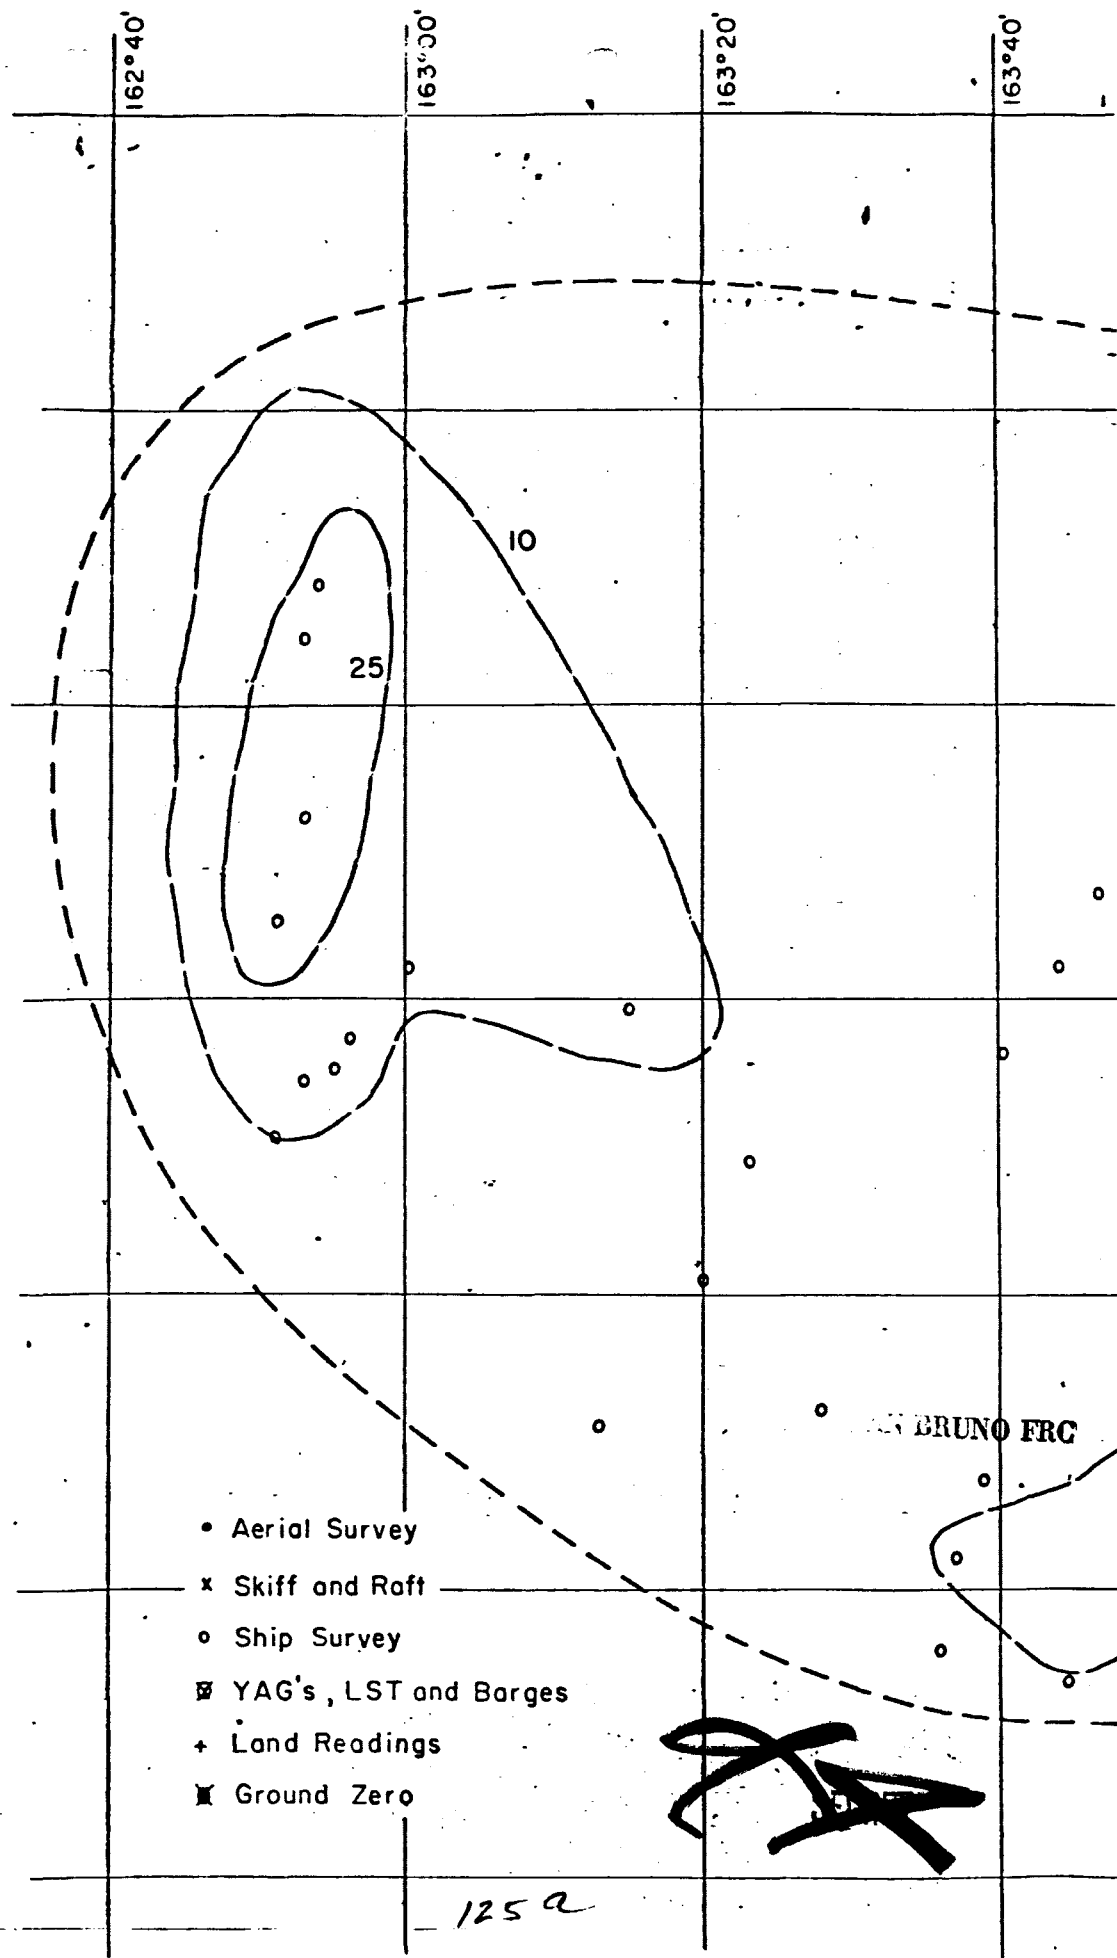 162°40'
163°00'
163°20'
163°40'
10
25
BRUNO FRC
• Aerial Survey
x Skiff and Raft
o Ship Survey
YAG's, LST and Barges
+ Land Readings
Ground Zero
125a